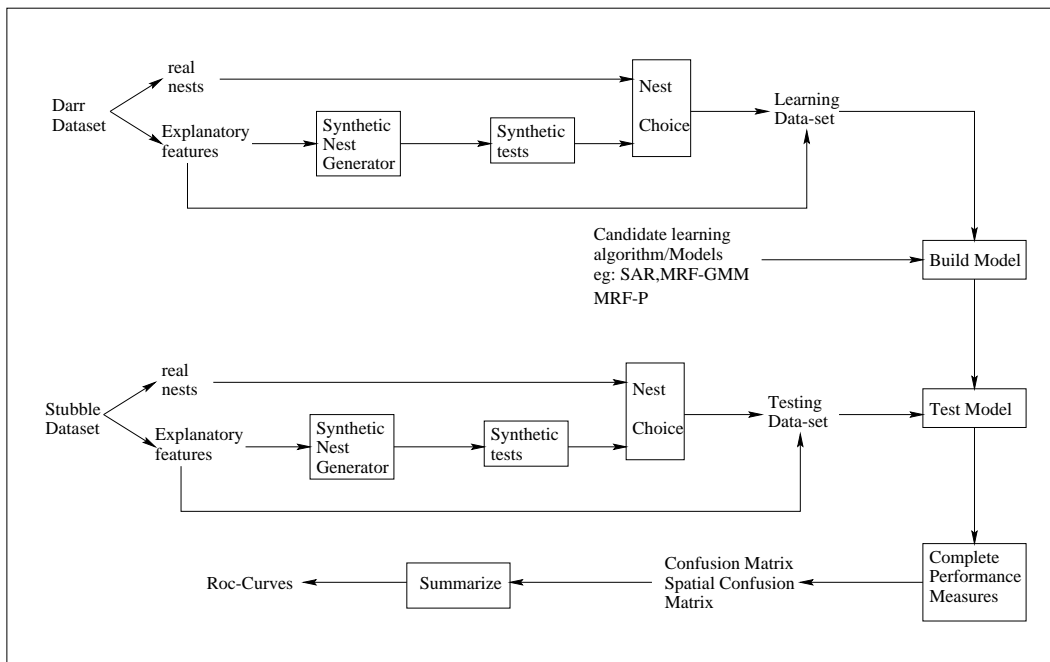 real
nests
Darr
Dataset
Explanatory
features
Synthetic
Nest
Generator
Synthetic
tests
Nest
Choice
Learning
Data-set
Candidate learning
algorithm/Models
eg: SAR,MRF-GMM
MRF-P
Build Model
real
nests
Stubble
Dataset
Explanatory
features
Synthetic
Nest
Generator
Synthetic
tests
Nest
Choice
Testing
Data-set
Test Model
Complete
Performance
Measures
Confusion Matrix
Spatial Confusion
Matrix
Summarize
Roc-Curves